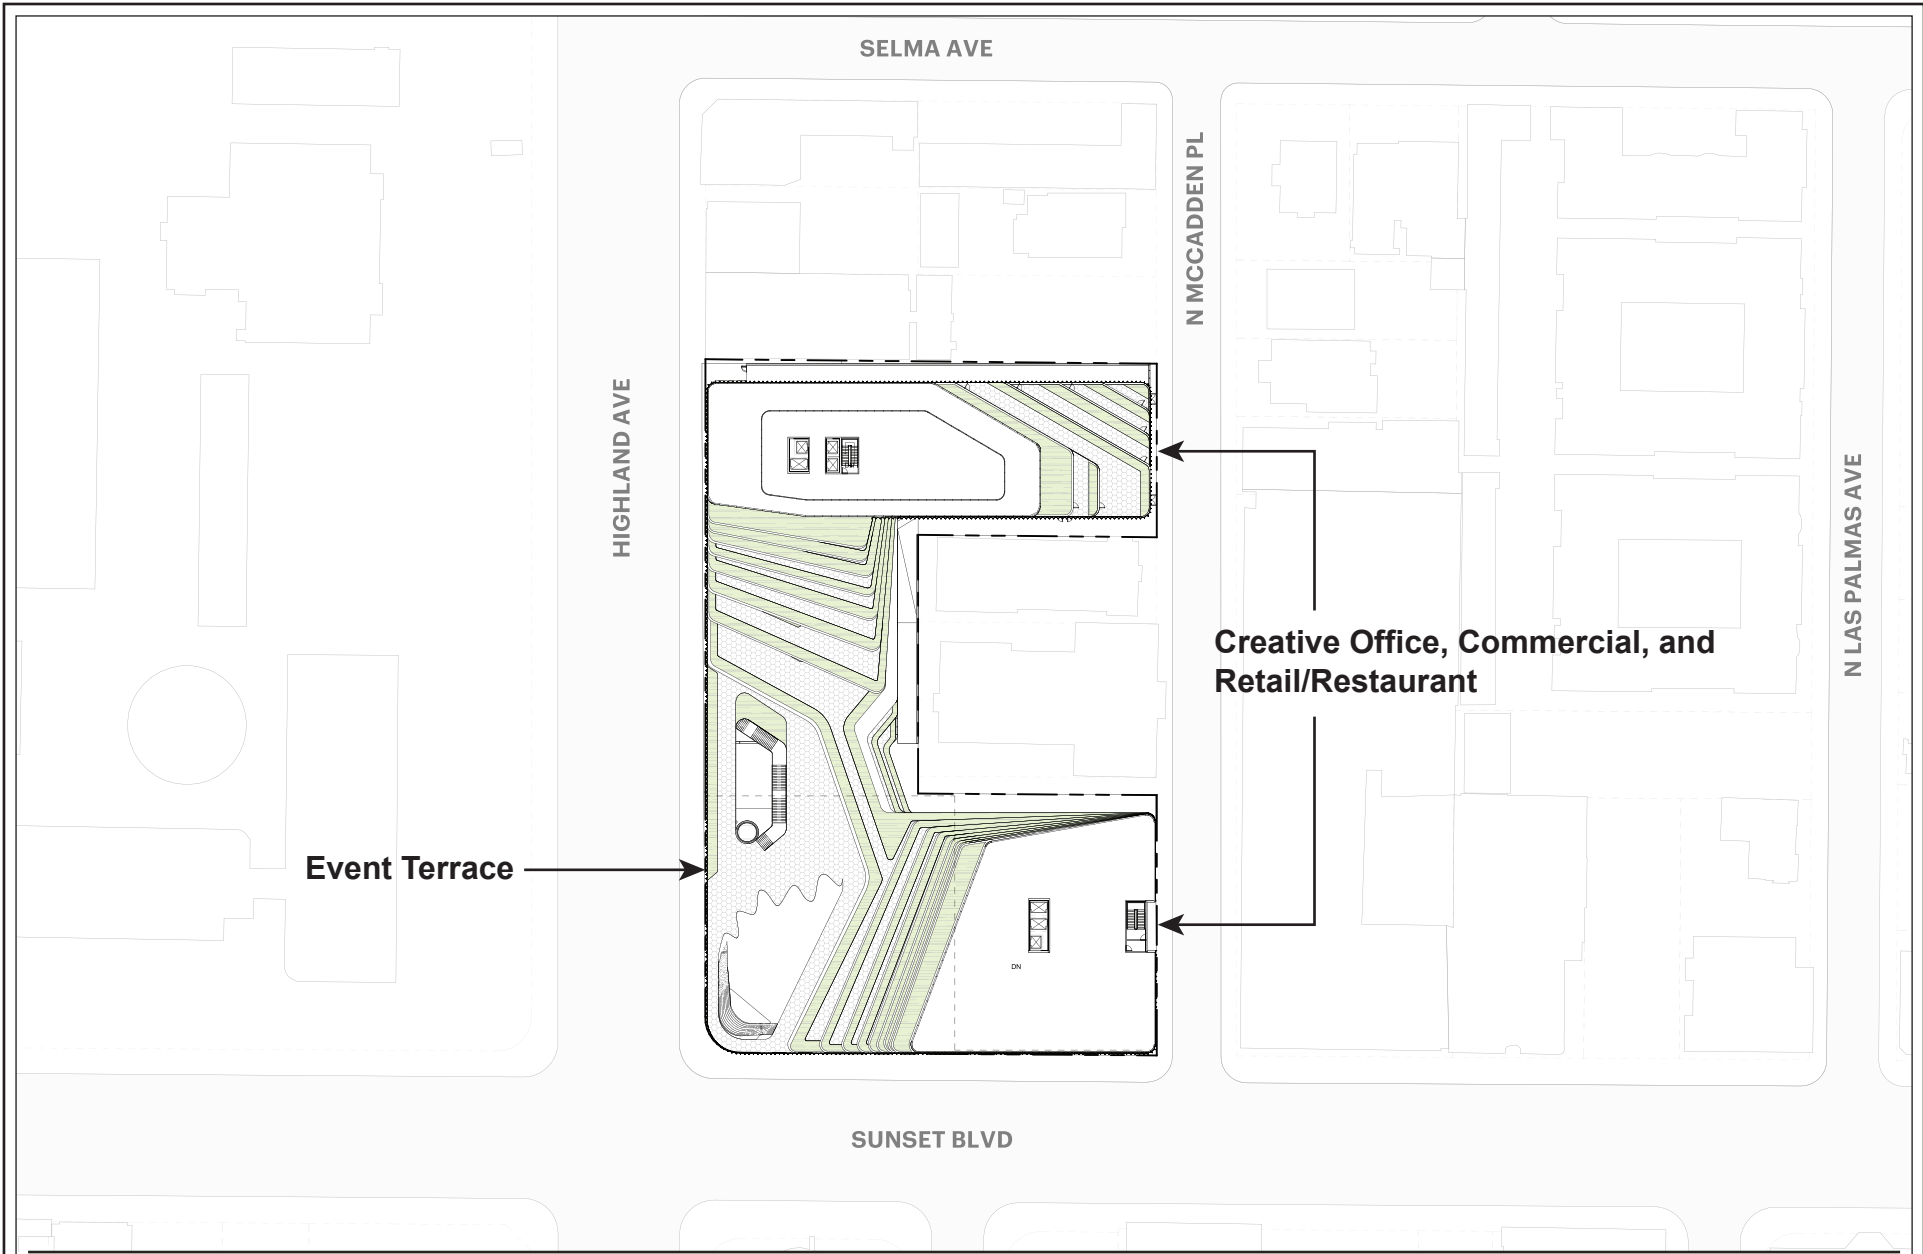 SELMA AVE
N MCCADDEN PL
HIGHLAND AVE
N LAS PALMAS AVE
Creative Office, Commercial, and
Retail/Restaurant
Event Terrace
DN
SUNSET BLVD